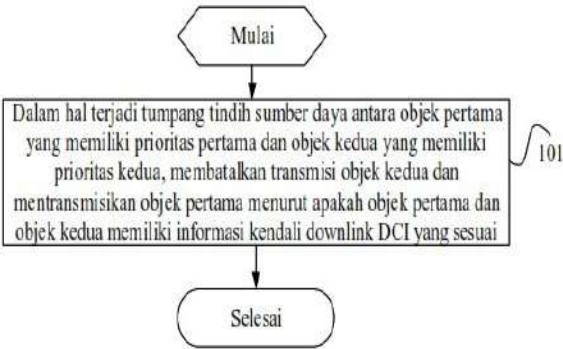 Mulai
Dalam hal terjadi tumpang tindih sumber daya antara objek pertama
yang memiliki prioritas pertama dan objek kedua yang memiliki
prioritas kedua, membatalkan transmisi objek kedua dan
mentransmisikan objek pertama menurut apakah objek pertama dan
objek kedua memiliki informasi kendali downlink DCI yang sesuai
101
Selesai